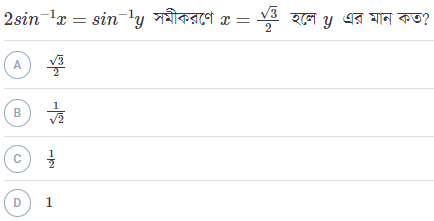 2sin⁻¹x = sin⁻¹y সমীকরণে x = √3/2 হলে y এর মান কত?
A √3/2
B 1/√2
C 1/2
D 1